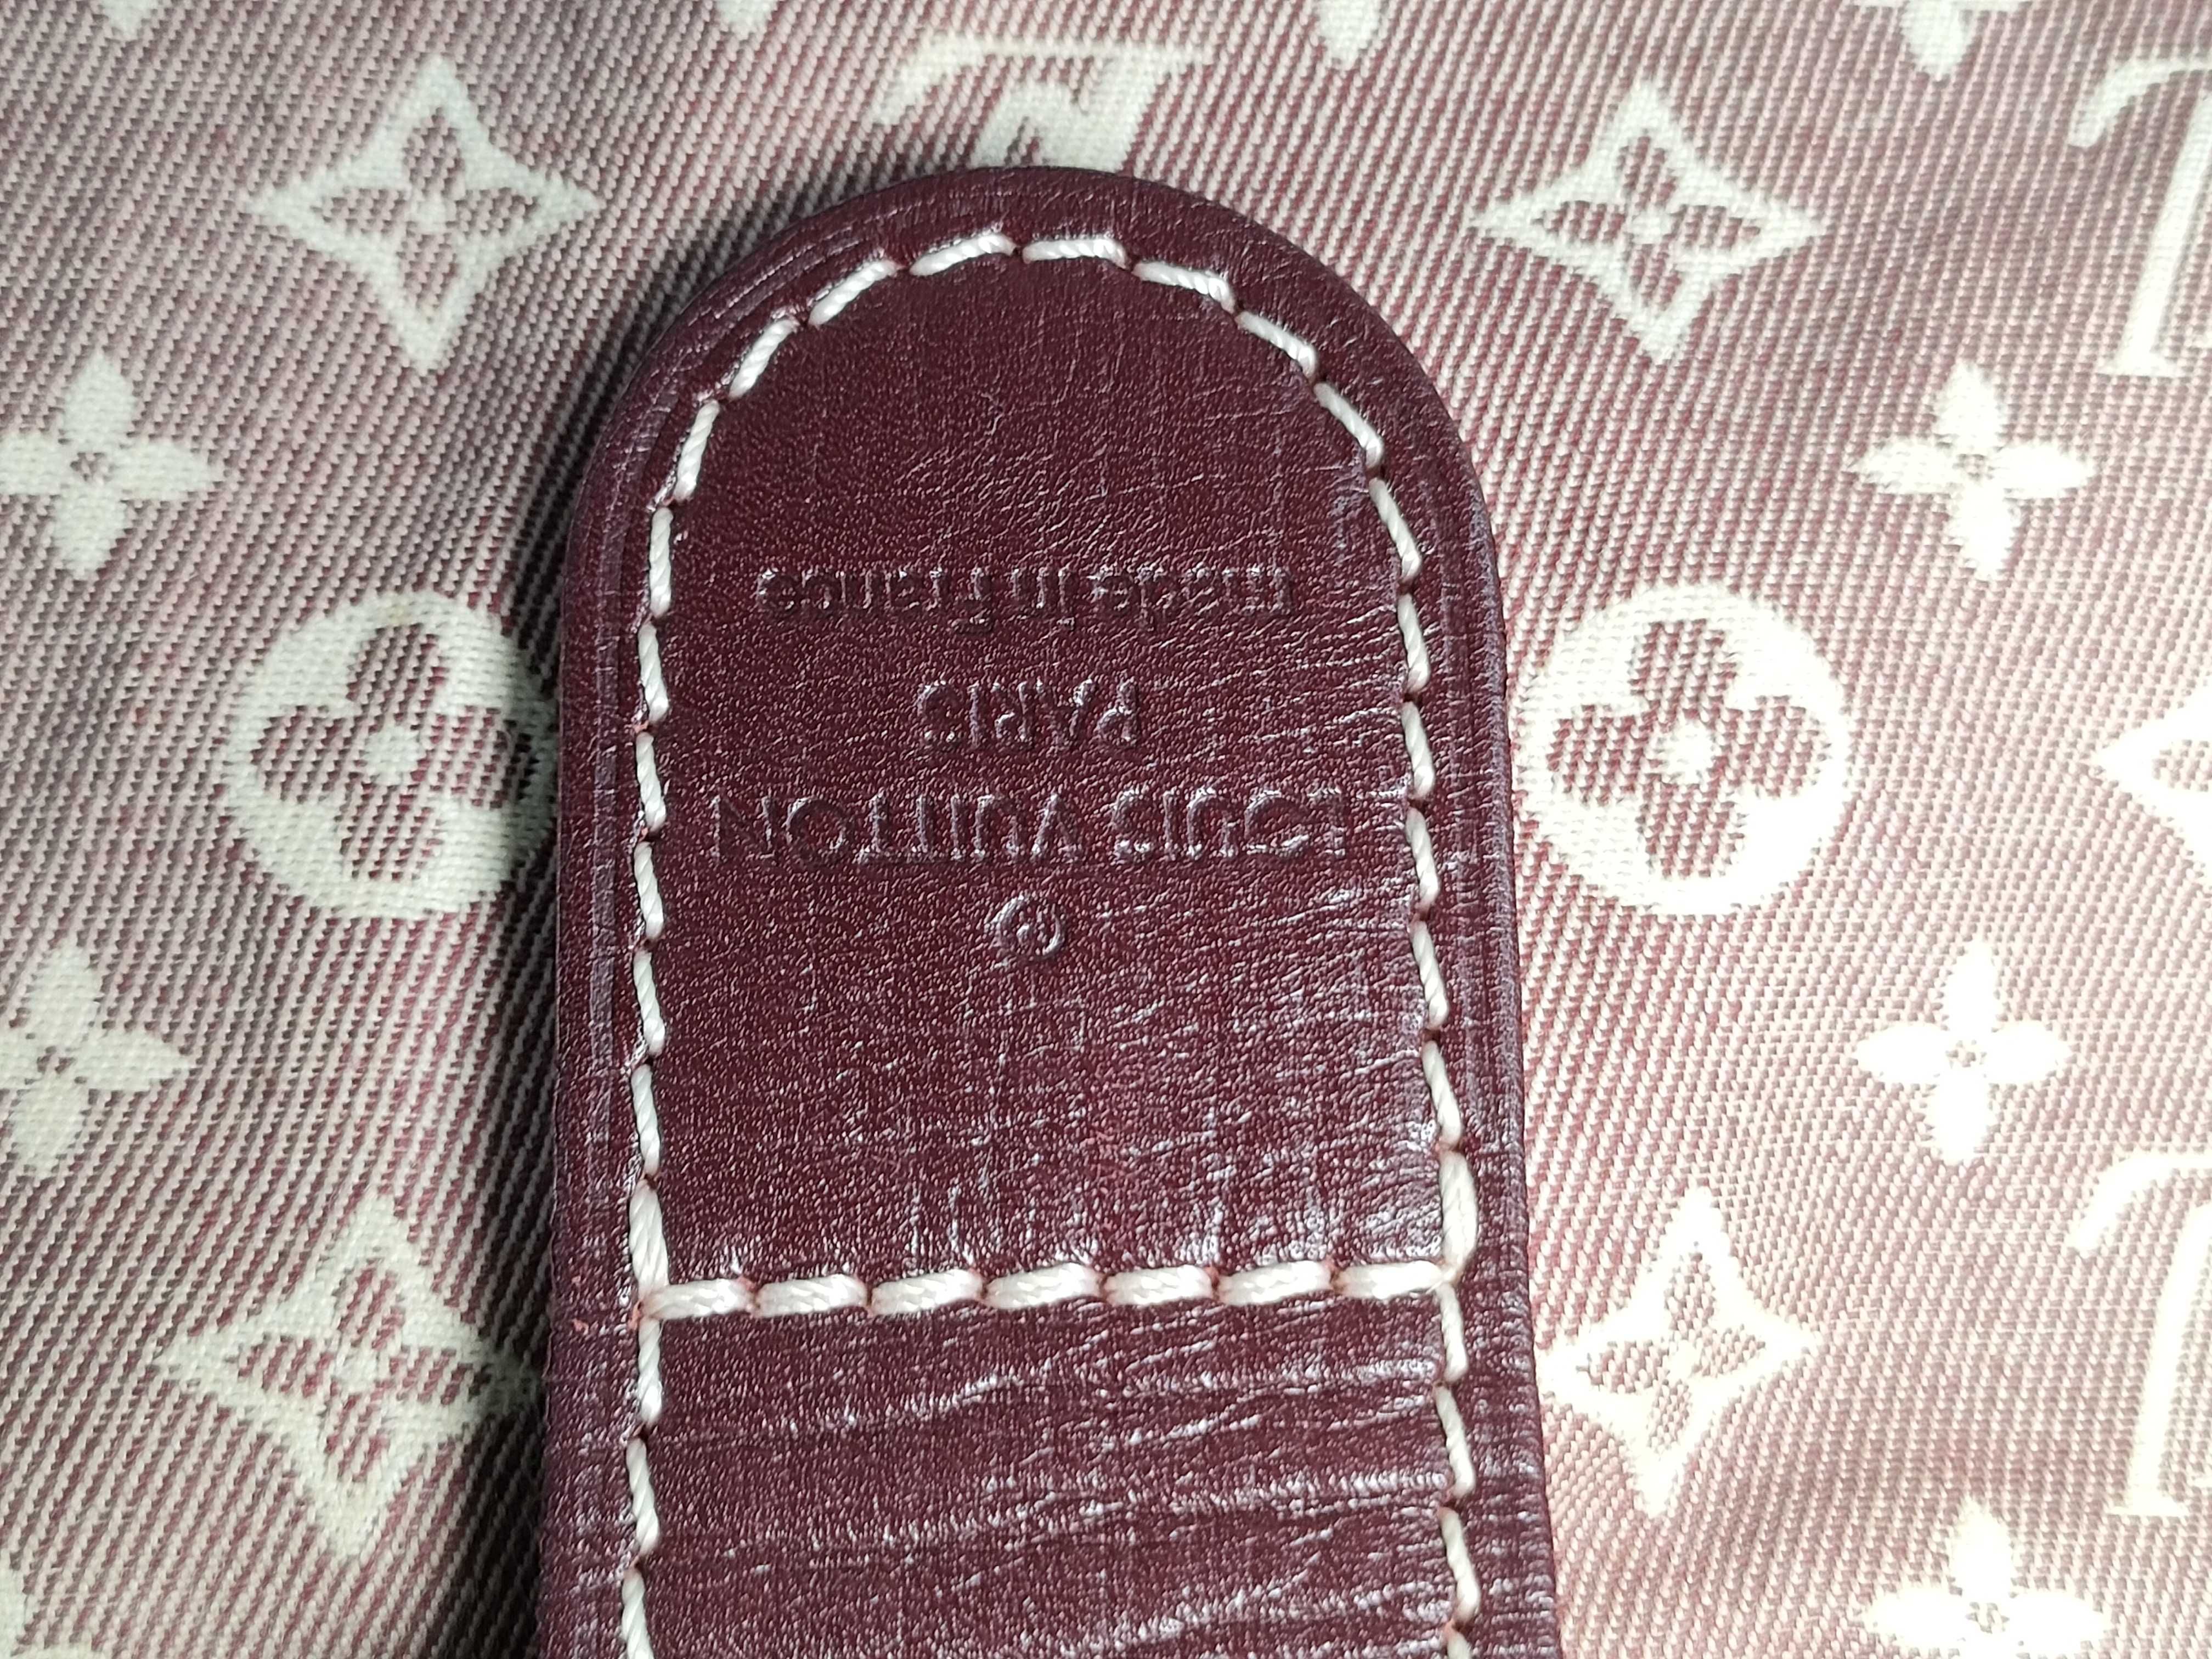 ®
LOUIS VUITTON
PARIS
made in France